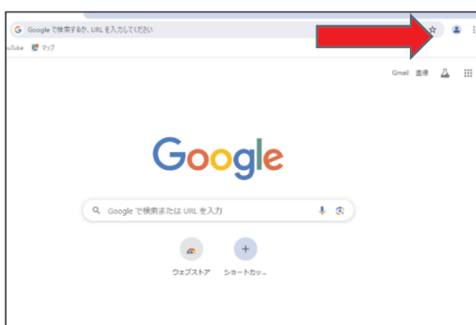 G Google で検索するか、URL を入力してください
uTube マップ
Gmail 画像
Google
Google で検索または URL を入力
ウェブストア ショートカッ...